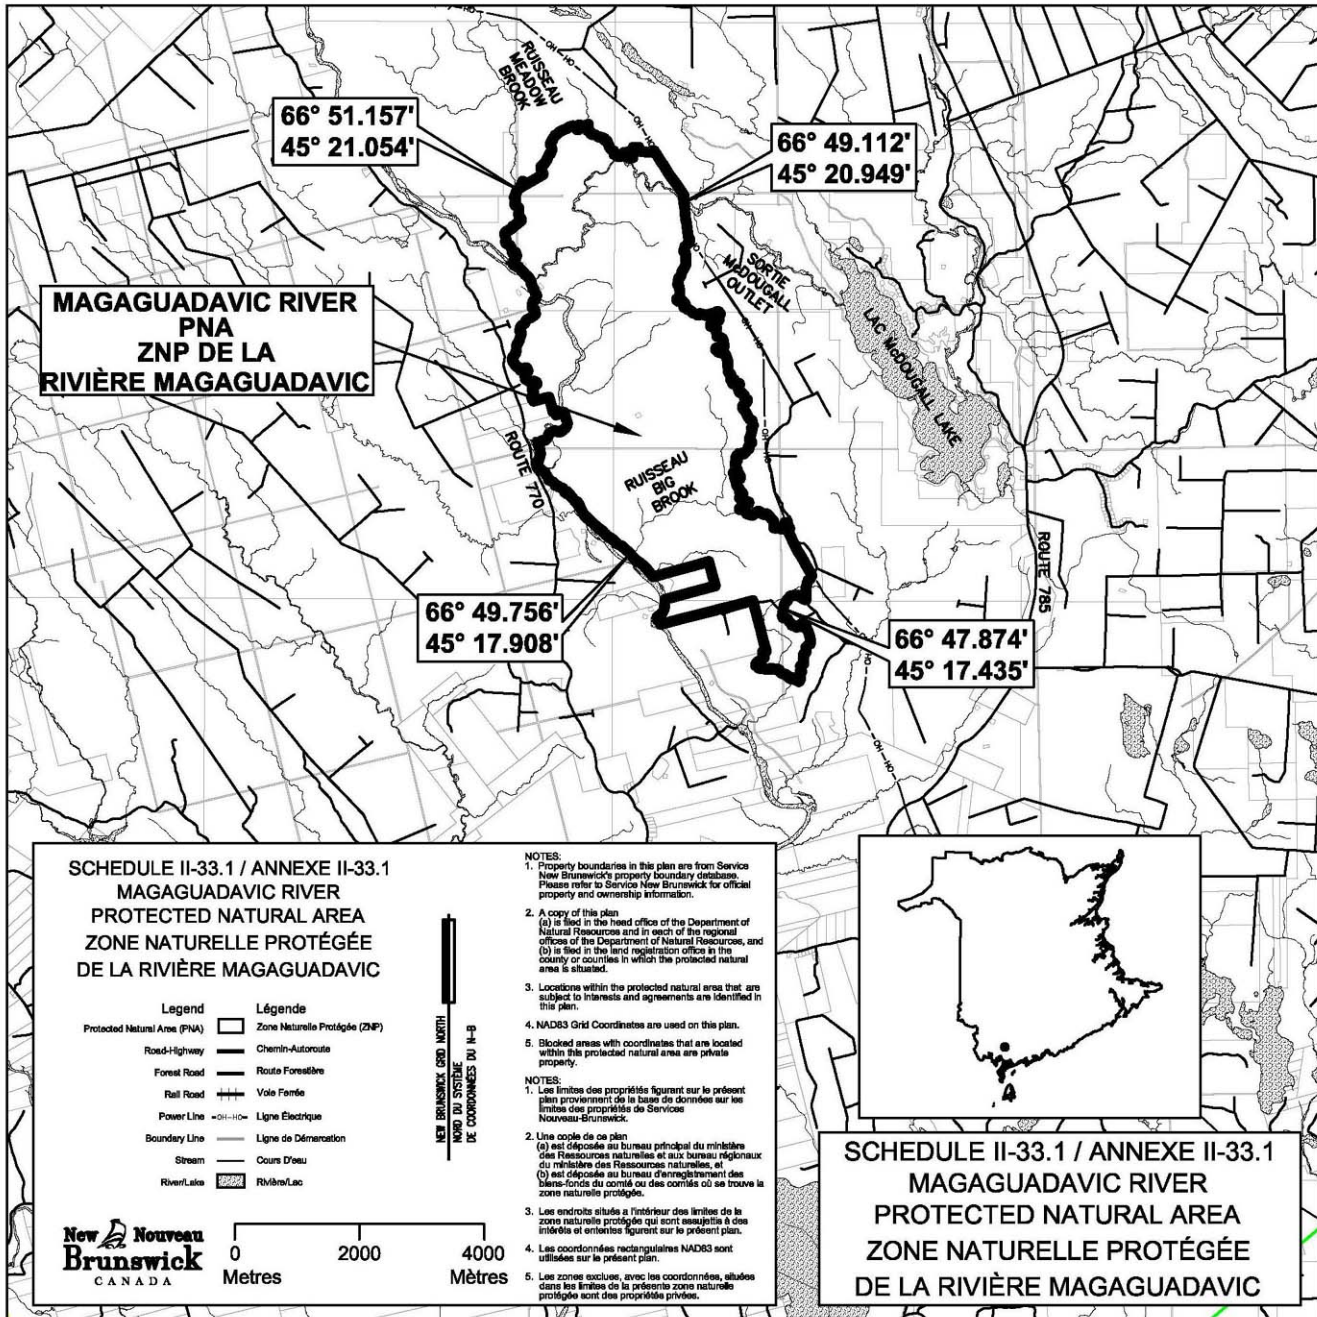 RUISSEAU
MEADOW
BROOK
66° 51.157'
45° 21.054'
66° 49.112'
45° 20.949'
SORTIE
McDOUGALL
OUTLET
LAC McDOUGALL LAKE
MAGAGUADAVIC RIVER
PNA
ZNP DE LA
RIVIÈRE MAGAGUADAVIC
ROUTE 770
RUISSEAU
BIG
BROOK
ROUTE 785
66° 49.756'
45° 17.908'
66° 47.874'
45° 17.435'
OH-HO
OH-HO
OH-HO
OH-HO
OH-HO
OH-HO
SCHEDULE II-33.1 / ANNEXE II-33.1
MAGAGUADAVIC RIVER
PROTECTED NATURAL AREA
ZONE NATURELLE PROTÉGÉE
DE LA RIVIÈRE MAGAGUADAVIC
Legend Légende
Protected Natural Area (PNA) Zone Naturelle Protégée (ZNP)
Road-Highway Chemin-Autoroute
Forest Road Route Forestière
Rail Road Voie Ferrée
Power Line OH-HO Ligne Électrique
Boundary Line Ligne de Démarcation
Stream Cours D'eau
River/Lake Rivière/Lac
NEW BRUNSWICK GRID NORTH
NORD DU SYSTÈME
DE COORDONNÉES DU N-B
New Nouveau
Brunswick
CANADA
0 2000 4000
Metres Mètres
NOTES:
1. Property boundaries in this plan are from Service
New Brunswick's property boundary database.
Please refer to Service New Brunswick for official
property and ownership information.
2. A copy of this plan
(a) is filed in the head office of the Department of
Natural Resources and in each of the regional
offices of the Department of Natural Resources, and
(b) is filed in the land registration office in the
county or counties in which the protected natural
area is situated.
3. Locations within the protected natural area that are
subject to interests and agreements are identified in
this plan.
4. NAD83 Grid Coordinates are used on this plan.
5. Blocked areas with coordinates that are located
within this protected natural area are private
property.
NOTES:
1. Les limites des propriétés figurant sur le présent
plan proviennent de la base de données sur les
limites des propriétés de Services
Nouveau-Brunswick.
2. Une copie de ce plan
(a) est déposée au bureau principal du ministère
des Ressources naturelles et aux bureau régionaux
du ministère des Ressources naturelles, et
(b) est déposée au bureau d'enregistrement des
biens-fonds du comté ou des comtés où se trouve la
zone naturelle protégée.
3. Les endroits situés a l'intérieur des limites de la
zone naturelle protégée qui sont assujettis à des
intérêts et ententes figurent sur le présent plan.
4. Les coordonnées rectangulaires NAD83 sont
utilisées sur le présent plan.
5. Les zones exclues, avec les coordonnées, situées
dans les limites de la présente zone naturelle
protégée sont des propriétés privées.
SCHEDULE II-33.1 / ANNEXE II-33.1
MAGAGUADAVIC RIVER
PROTECTED NATURAL AREA
ZONE NATURELLE PROTÉGÉE
DE LA RIVIÈRE MAGAGUADAVIC